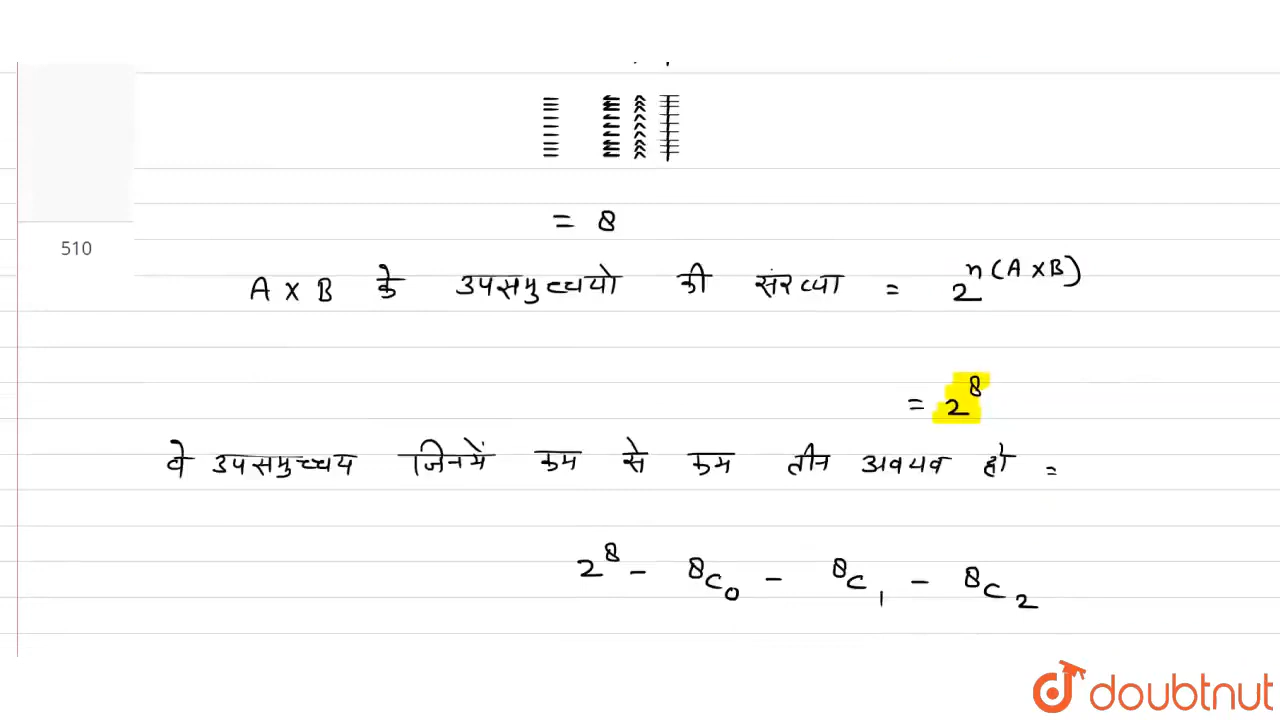 = 8
510
A × B के उपसमुच्चयो की संख्या = 2^n(A×B)
= 2^8
वे उपसमुच्चय जिनमें कम से कम तीन अवयव हो =
2^8 - 8C0 - 8C1 - 8C2
doubtnut